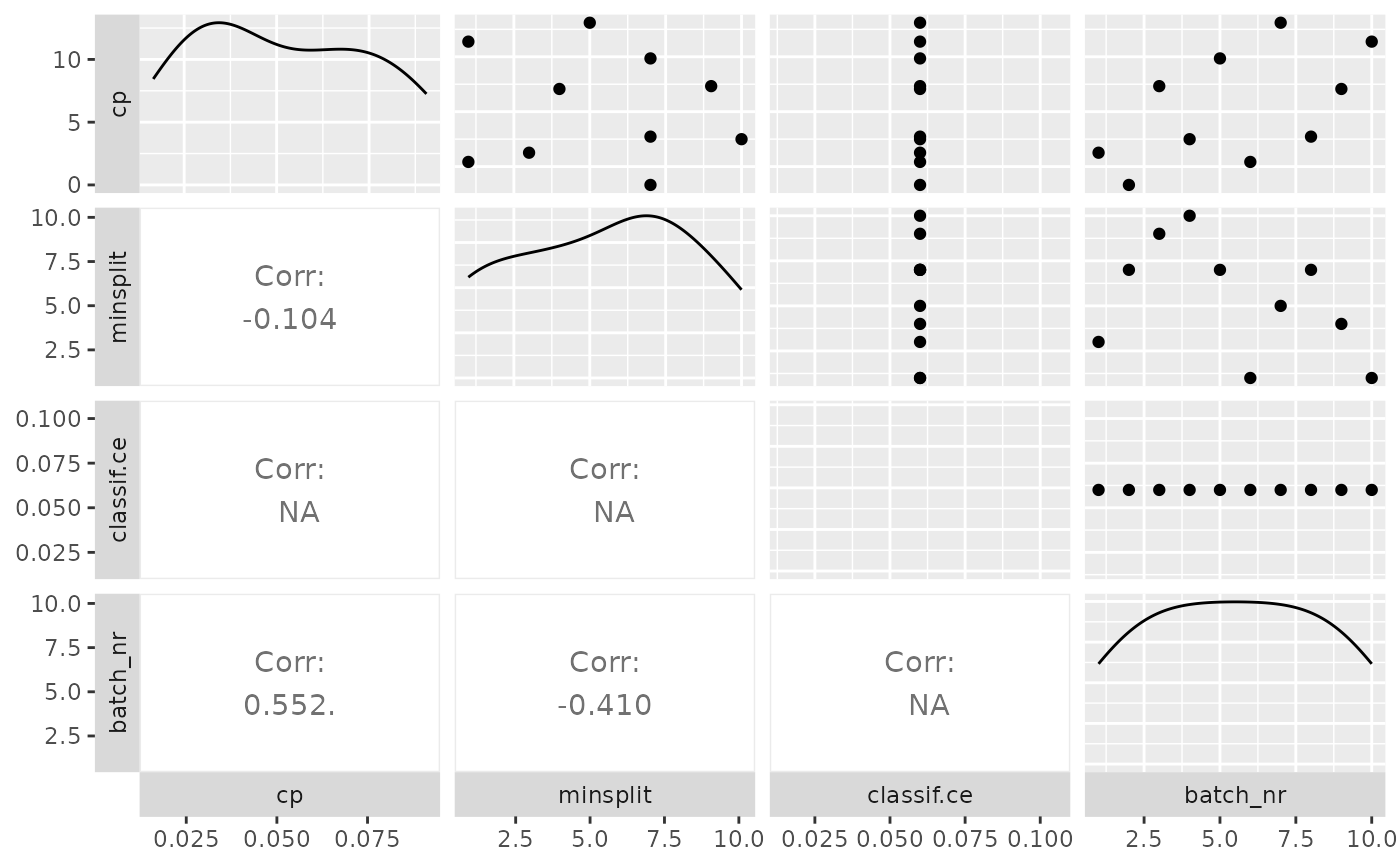 10
5
0
cp
10.0
7.5
5.0
2.5
minsplit
Corr:
-0.104
0.100
0.075
0.050
0.025
classif.ce
Corr:
NA
Corr:
NA
10.0
7.5
5.0
2.5
batch_nr
Corr:
0.552.
Corr:
-0.410
Corr:
NA
cp
minsplit
classif.ce
batch_nr
0.025 0.050 0.075
2.5 5.0 7.5 10.0
0.025 0.050 0.075 0.100
2.5 5.0 7.5 10.0